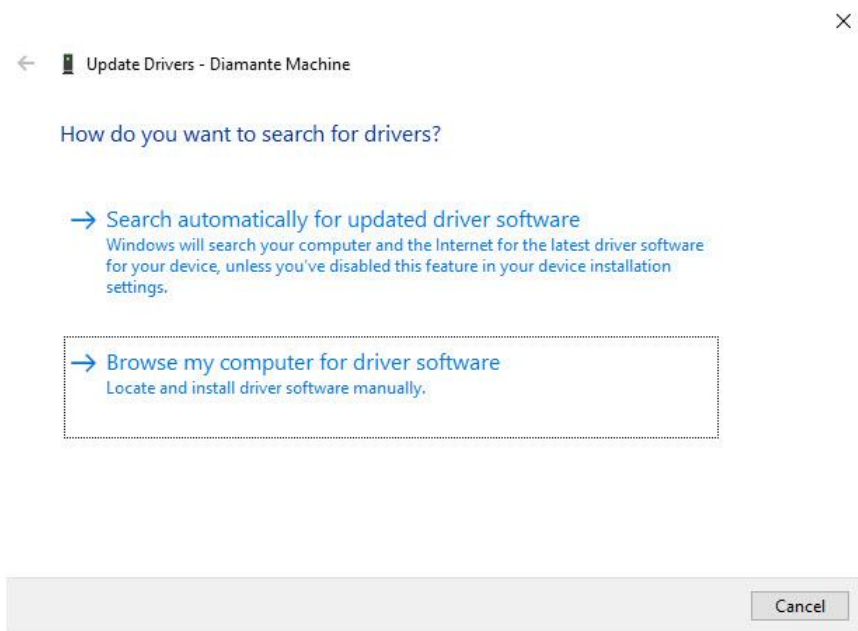 Update Drivers - Diamante Machine
How do you want to search for drivers?
Search automatically for updated driver software
Windows will search your computer and the Internet for the latest driver software
for your device, unless you've disabled this feature in your device installation
settings.
Browse my computer for driver software
Locate and install driver software manually.
Cancel